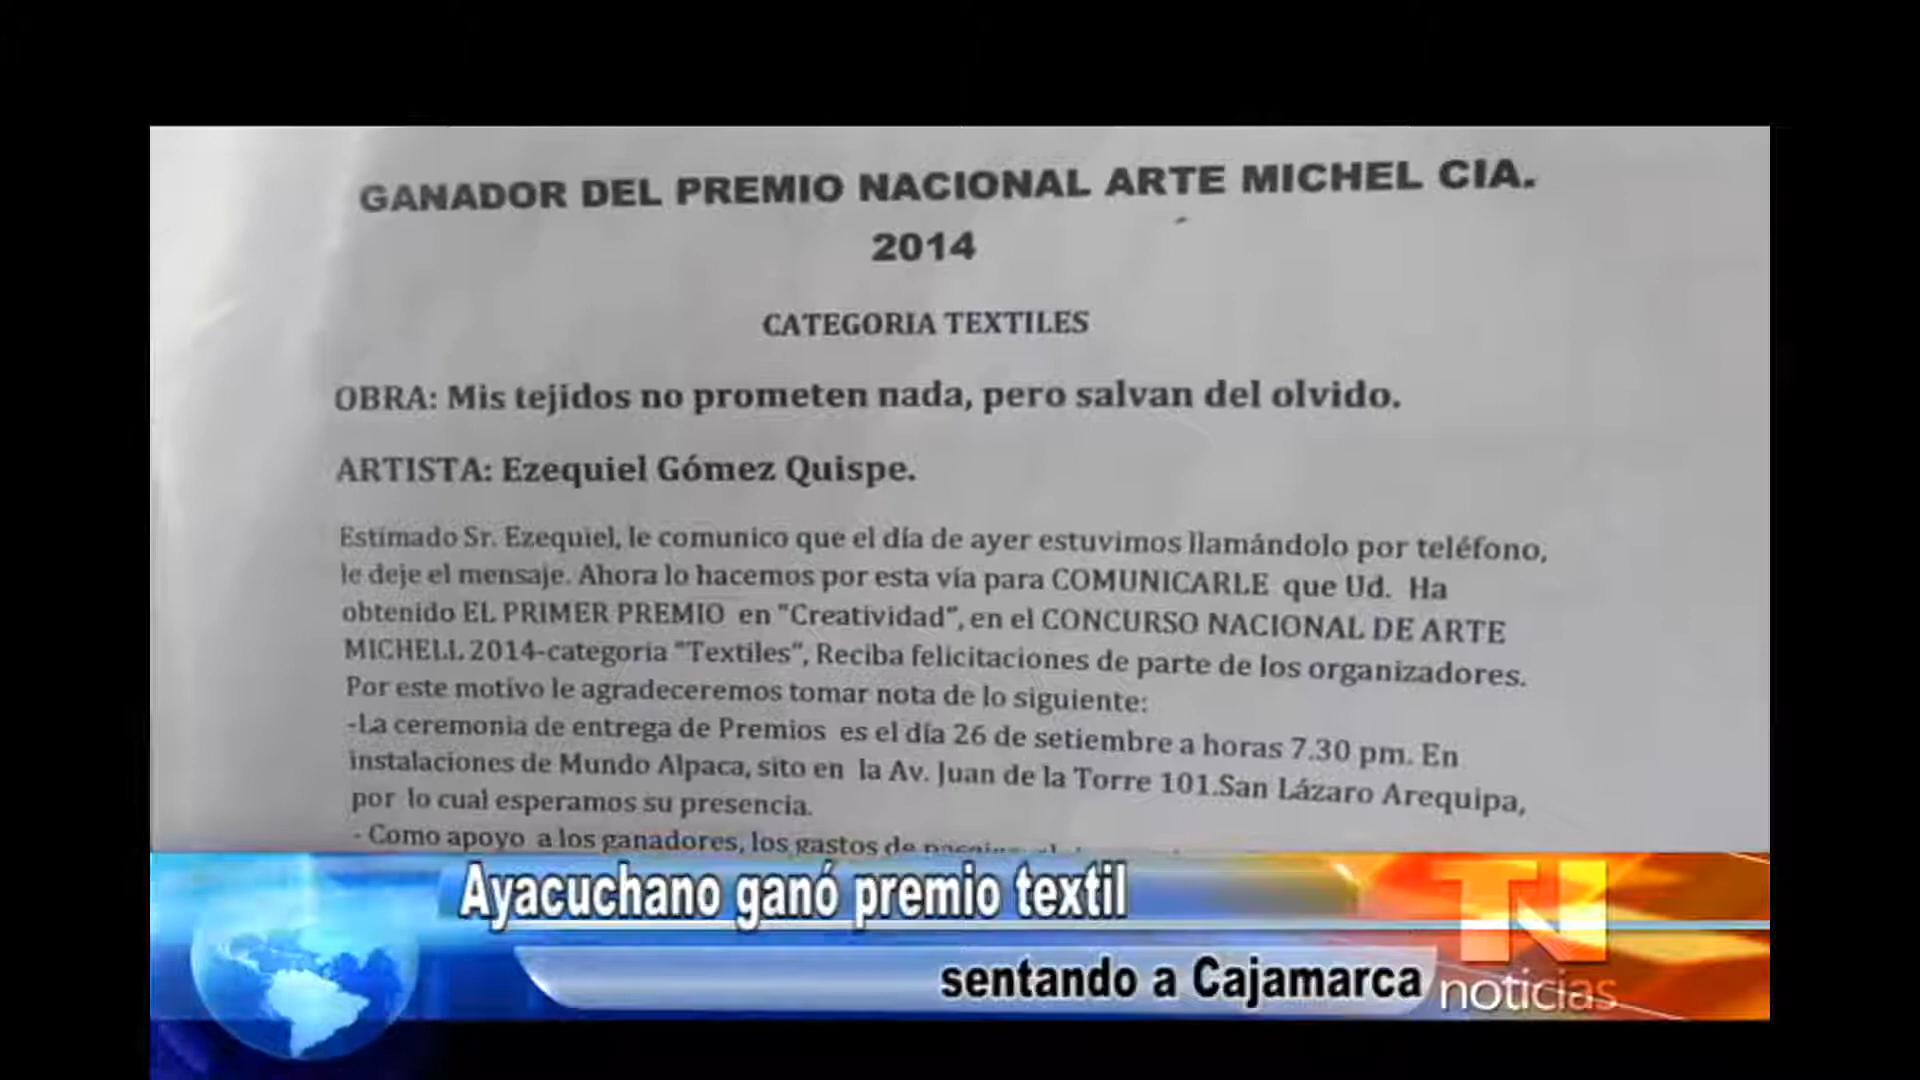 GANADOR DEL PREMIO NACIONAL ARTE MICHEL CIA.
2014
CATEGORIA TEXTILES
OBRA: Mis tejidos no prometen nada, pero salvan del olvido.
ARTISTA: Ezequiel Gómez Quispe.
Estimado Sr. Ezequiel, le comunico que el día de ayer estuvimos llamándolo por teléfono,
le deje el mensaje. Ahora lo hacemos por esta vía para COMUNICARLE que Ud. Ha
obtenido EL PRIMER PREMIO en "Creatividad", en el CONCURSO NACIONAL DE ARTE
MICHELL 2014-categoria "Textiles", Reciba felicitaciones de parte de los organizadores.
Por este motivo le agradeceremos tomar nota de lo siguiente:
-La ceremonia de entrega de Premios es el día 26 de setiembre a horas 7.30 pm. En
instalaciones de Mundo Alpaca, sito en la Av. Juan de la Torre 101.San Lázaro Arequipa,
por lo cual esperamos su presencia.
- Como apoyo a los ganadores, los gastos de
Ayacuchano ganó premio textil
sentando a Cajamarca
TN
noticias